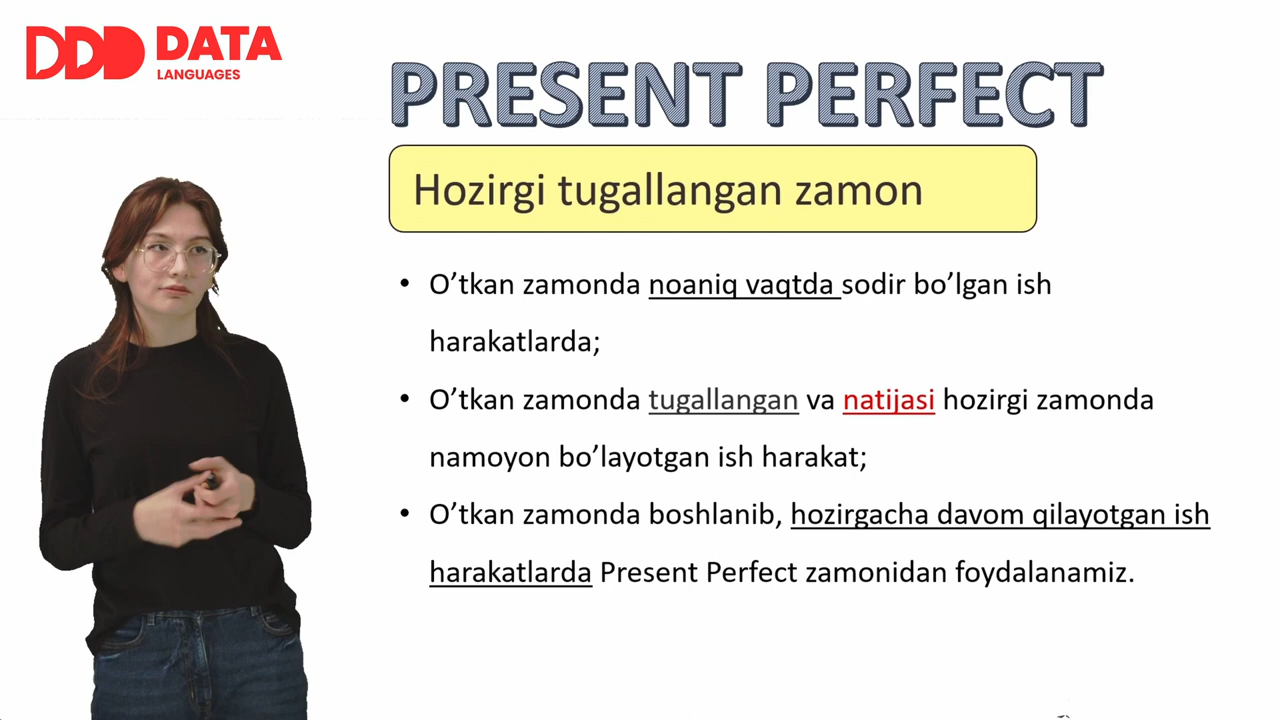 DDD DATA
LANGUAGES
PRESENT PERFECT
Hozirgi tugallangan zamon
• O’tkan zamonda noaniq vaqtda sodir bo’lgan ish
harakatlarda;
• O’tkan zamonda tugallangan va natijasi hozirgi zamonda
namoyon bo’layotgan ish harakat;
• O’tkan zamonda boshlanib, hozirgacha davom qilayotgan ish
harakatlarda Present Perfect zamonidan foydalanamiz.